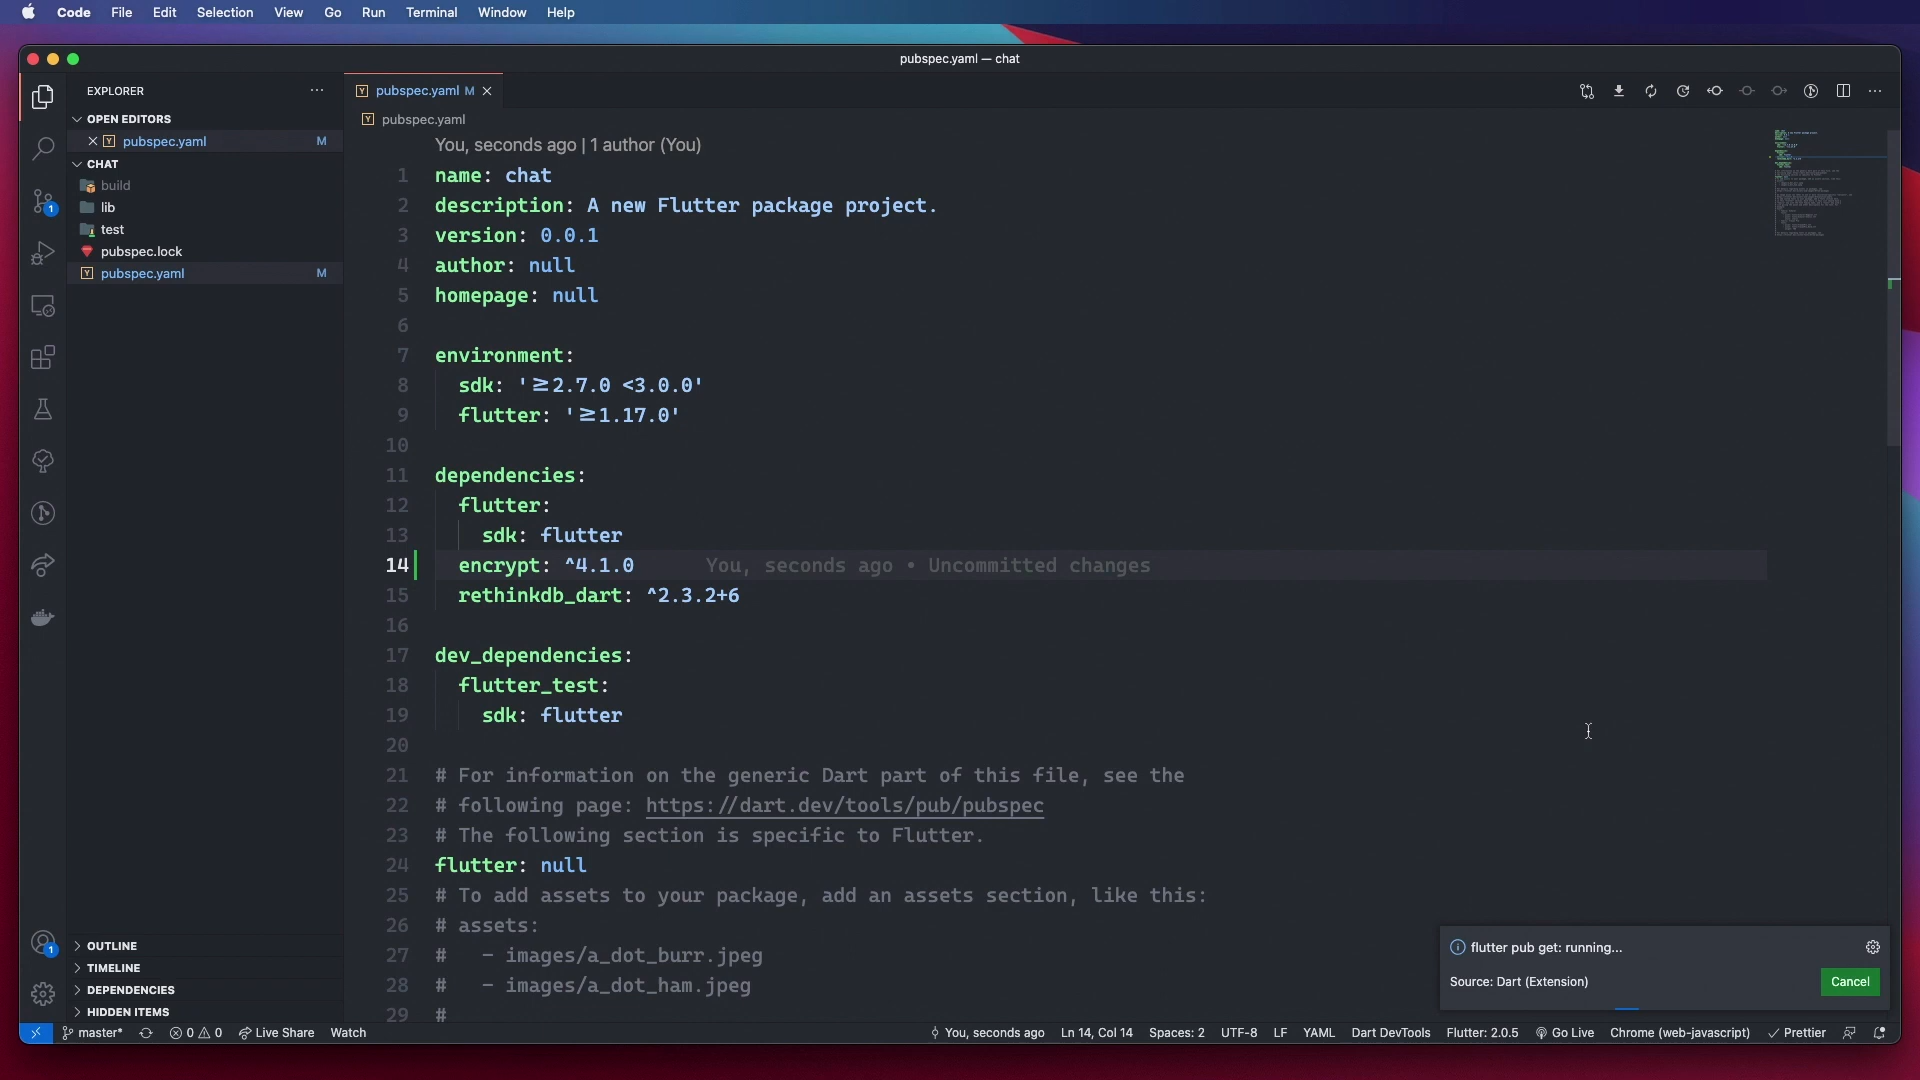 Code File Edit Selection View Go Run Terminal Window Help
pubspec.yaml — chat
EXPLORER
pubspec.yaml M
OPEN EDITORS
pubspec.yaml M
CHAT
build
lib
test
pubspec.lock
pubspec.yaml M
OUTLINE
TIMELINE
DEPENDENCIES
HIDDEN ITEMS
1
1
pubspec.yaml
You, seconds ago | 1 author (You)
1 name: chat
2 description: A new Flutter package project.
3 version: 0.0.1
4 author: null
5 homepage: null
6
7 environment:
8 sdk: '≥2.7.0 <3.0.0'
9 flutter: '≥1.17.0'
10
11 dependencies:
12 flutter:
13 sdk: flutter
14 encrypt: ^4.1.0 You, seconds ago • Uncommitted changes
15 rethinkdb_dart: ^2.3.2+6
16
17 dev_dependencies:
18 flutter_test:
19 sdk: flutter
20
21 # For information on the generic Dart part of this file, see the
22 # following page: https://dart.dev/tools/pub/pubspec
23 # The following section is specific to Flutter.
24 flutter: null
25 # To add assets to your package, add an assets section, like this:
26 # assets:
27 # - images/a_dot_burr.jpeg
28 # - images/a_dot_ham.jpeg
29 #
flutter pub get: running...
Source: Dart (Extension) Cancel
master* 0 0 Live Share Watch You, seconds ago Ln 14, Col 14 Spaces: 2 UTF-8 LF YAML Dart DevTools Flutter: 2.0.5 Go Live Chrome (web-javascript) Prettier